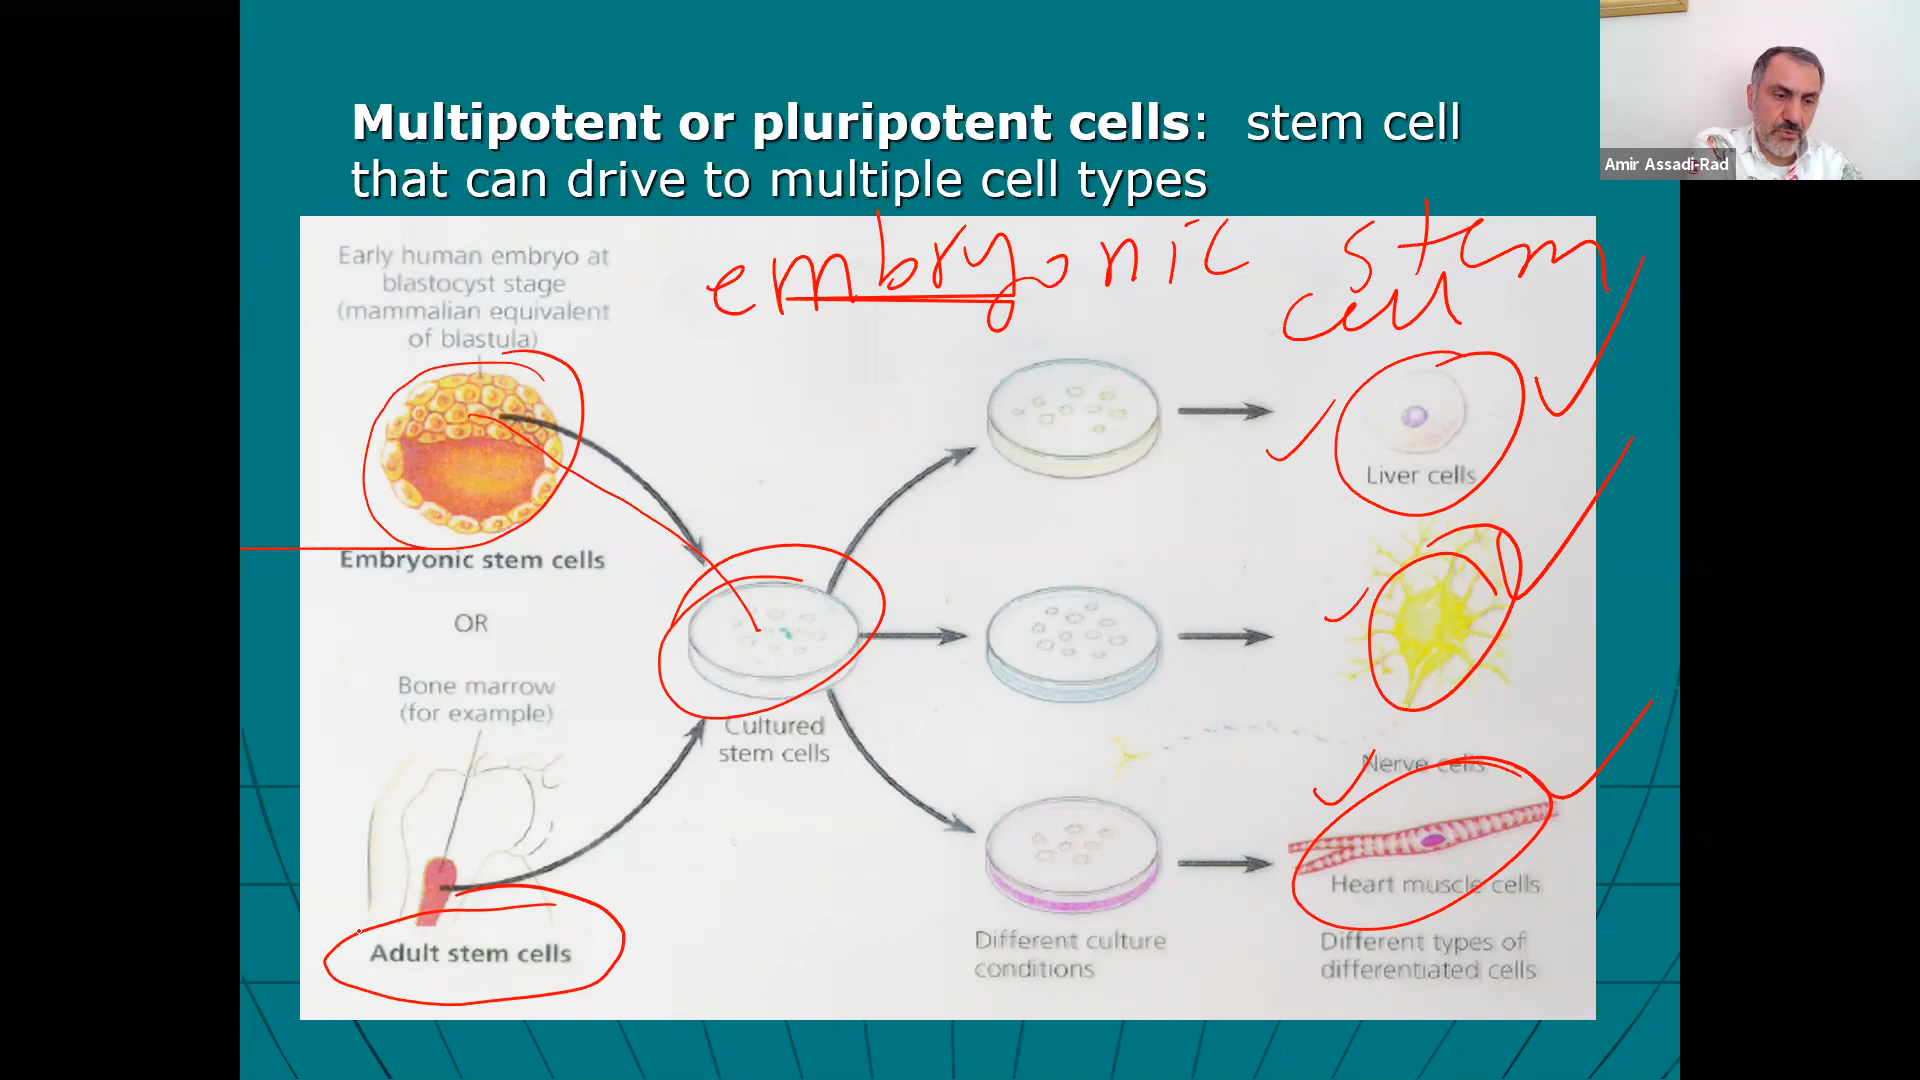 Multipotent or pluripotent cells: stem cell
that can drive to multiple cell types
Amir Assadi-Rad
embryonic stem
cell
Early human embryo at
blastocyst stage
(mammalian equivalent
of blastula)
Embryonic stem cells
OR
Bone marrow
(for example)
Adult stem cells
Cultured
stem cells
Different culture
conditions
Liver cells
Nerve cells
Heart muscle cells
Different types of
differentiated cells